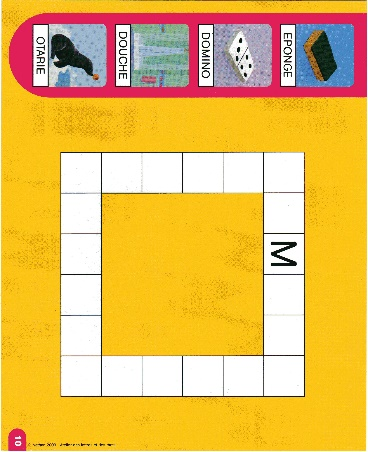 OTARIE
DOUCHE
DOMINO
EPONGE
M
10